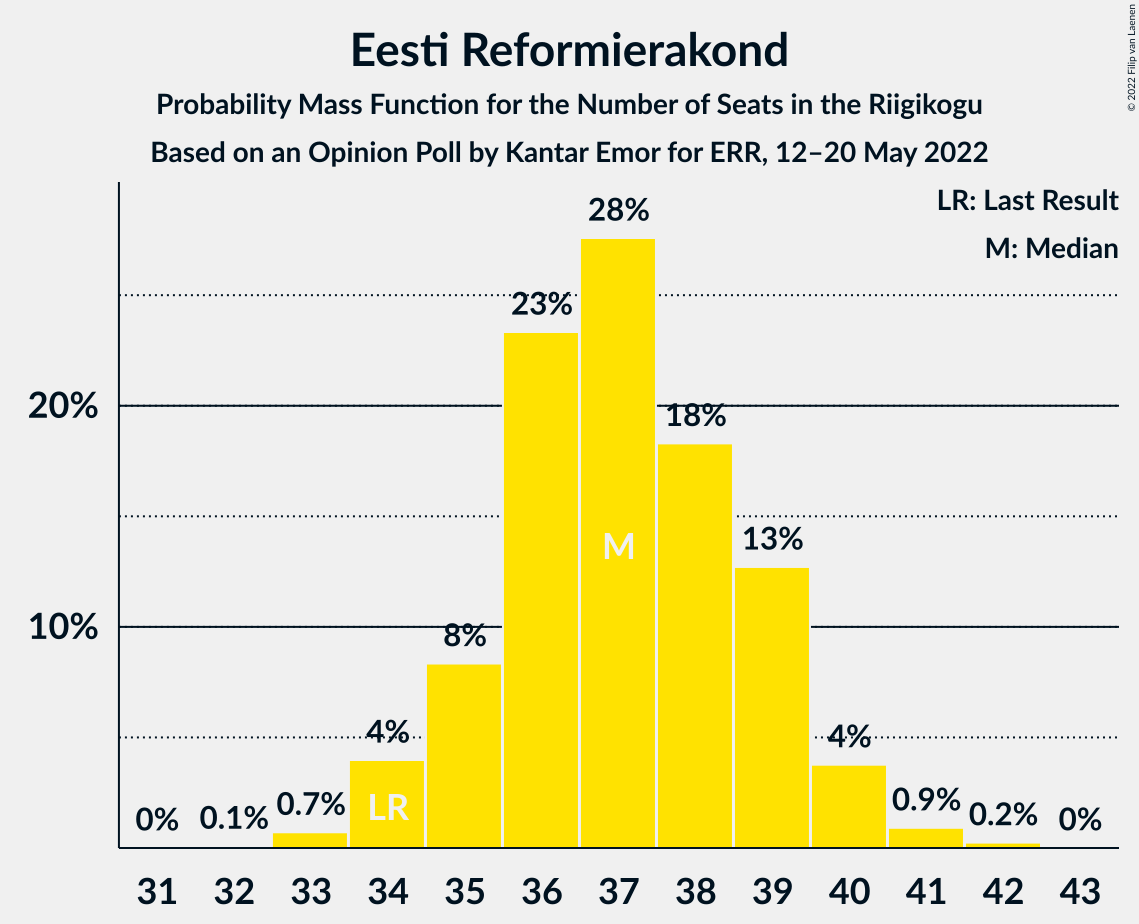 Eesti Reformierakond
Probability Mass Function for the Number of Seats in the Riigikogu
Based on an Opinion Poll by Kantar Emor for ERR, 12–20 May 2022
© 2022 Filip van Laenen
LR: Last Result
M: Median
28%
23%
20%
18%
M
13%
10%
8%
4%
4%
LR
0%
0.1%
0.7%
0.9%
0.2%
0%
31 32 33 34 35 36 37 38 39 40 41 42 43